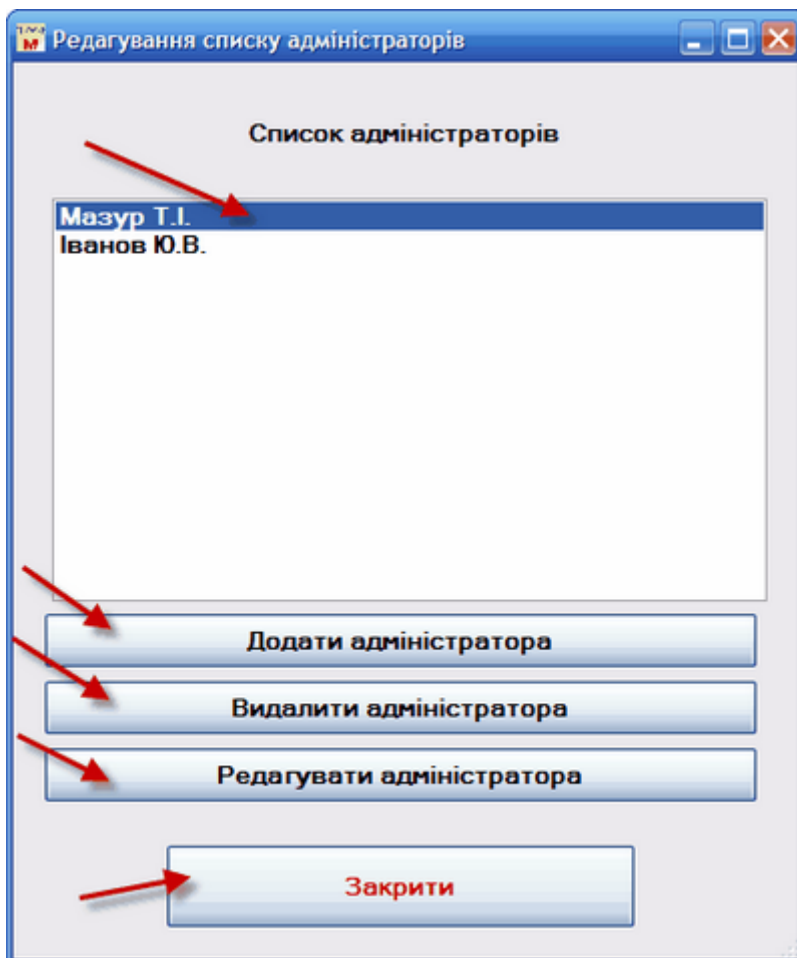 Редагування списку адміністраторів
Список адміністраторів
Мазур Т.І.
Іванов Ю.В.
Додати адміністратора
Видалити адміністратора
Редагувати адміністратора
Закрити